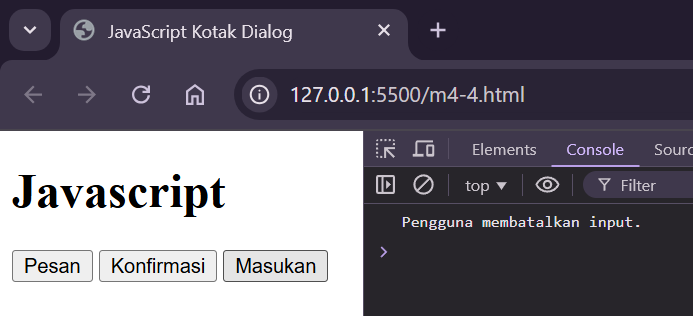 JavaScript Kotak Dialog
127.0.0.1:5500/m4-4.html
Javascript
Pesan Konfirmasi Masukan
Elements Console Sourc
top Filter
Pengguna membatalkan input.